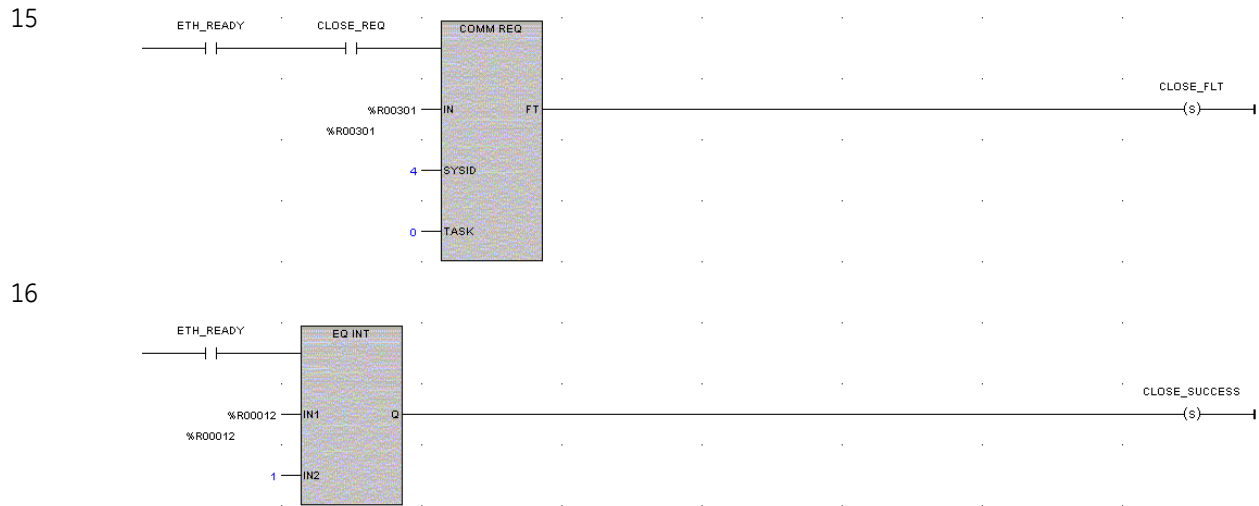 15
ETH_READY CLOSE_REQ COMM REQ
CLOSE_FLT
%R00301 IN FT (S)
%R00301
4 SYSID
0 TASK
16
ETH_READY EQ INT
CLOSE_SUCCESS
%R00012 IN1 Q (S)
%R00012
1 IN2